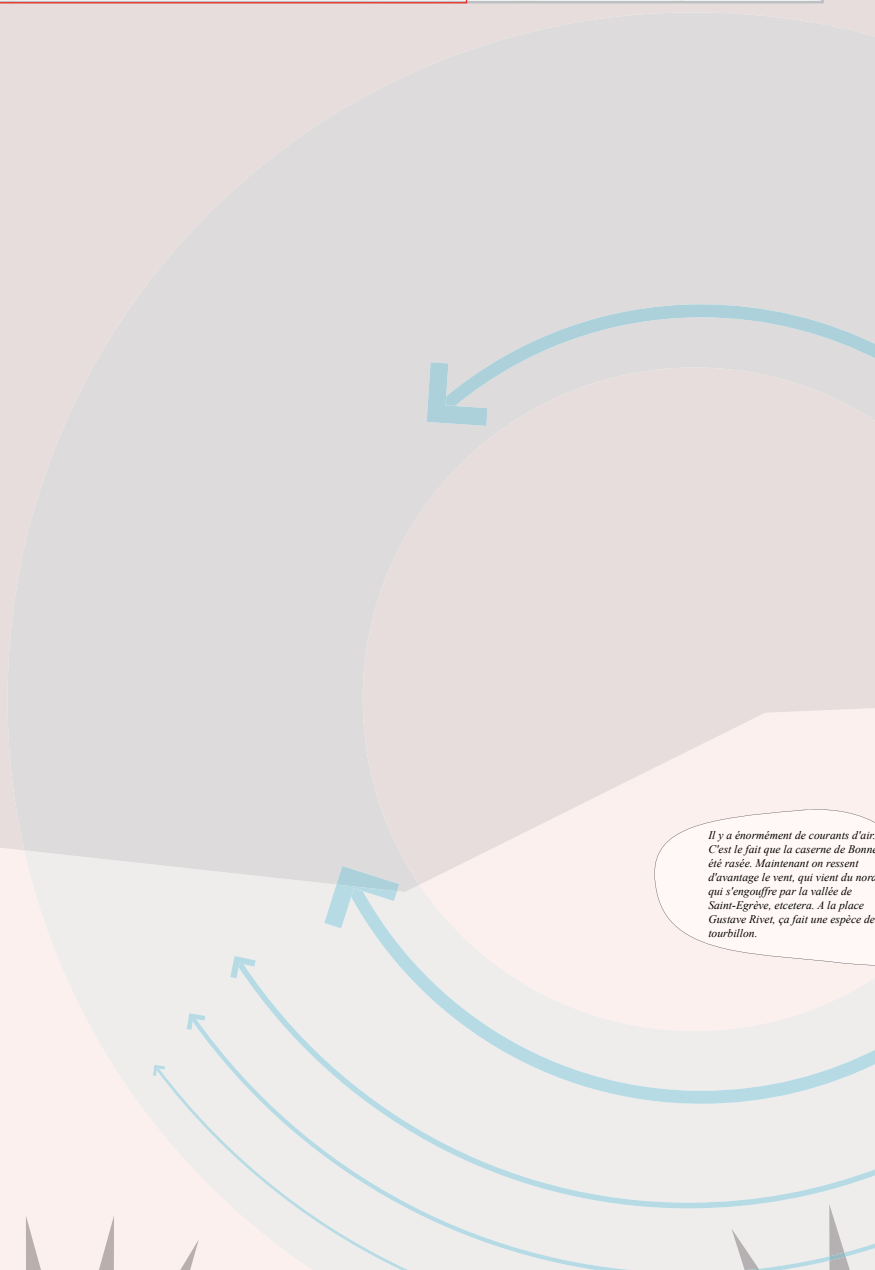 Il y a énormément de courants d'air.
C'est le fait que la caserne de Bonne
été rasée. Maintenant on ressent
d'avantage le vent, qui vient du nord
qui s'engouffre par la vallée de
Saint-Egrève, etcetera. A la place
Gustave Rivet, ça fait une espèce de
tourbillon.